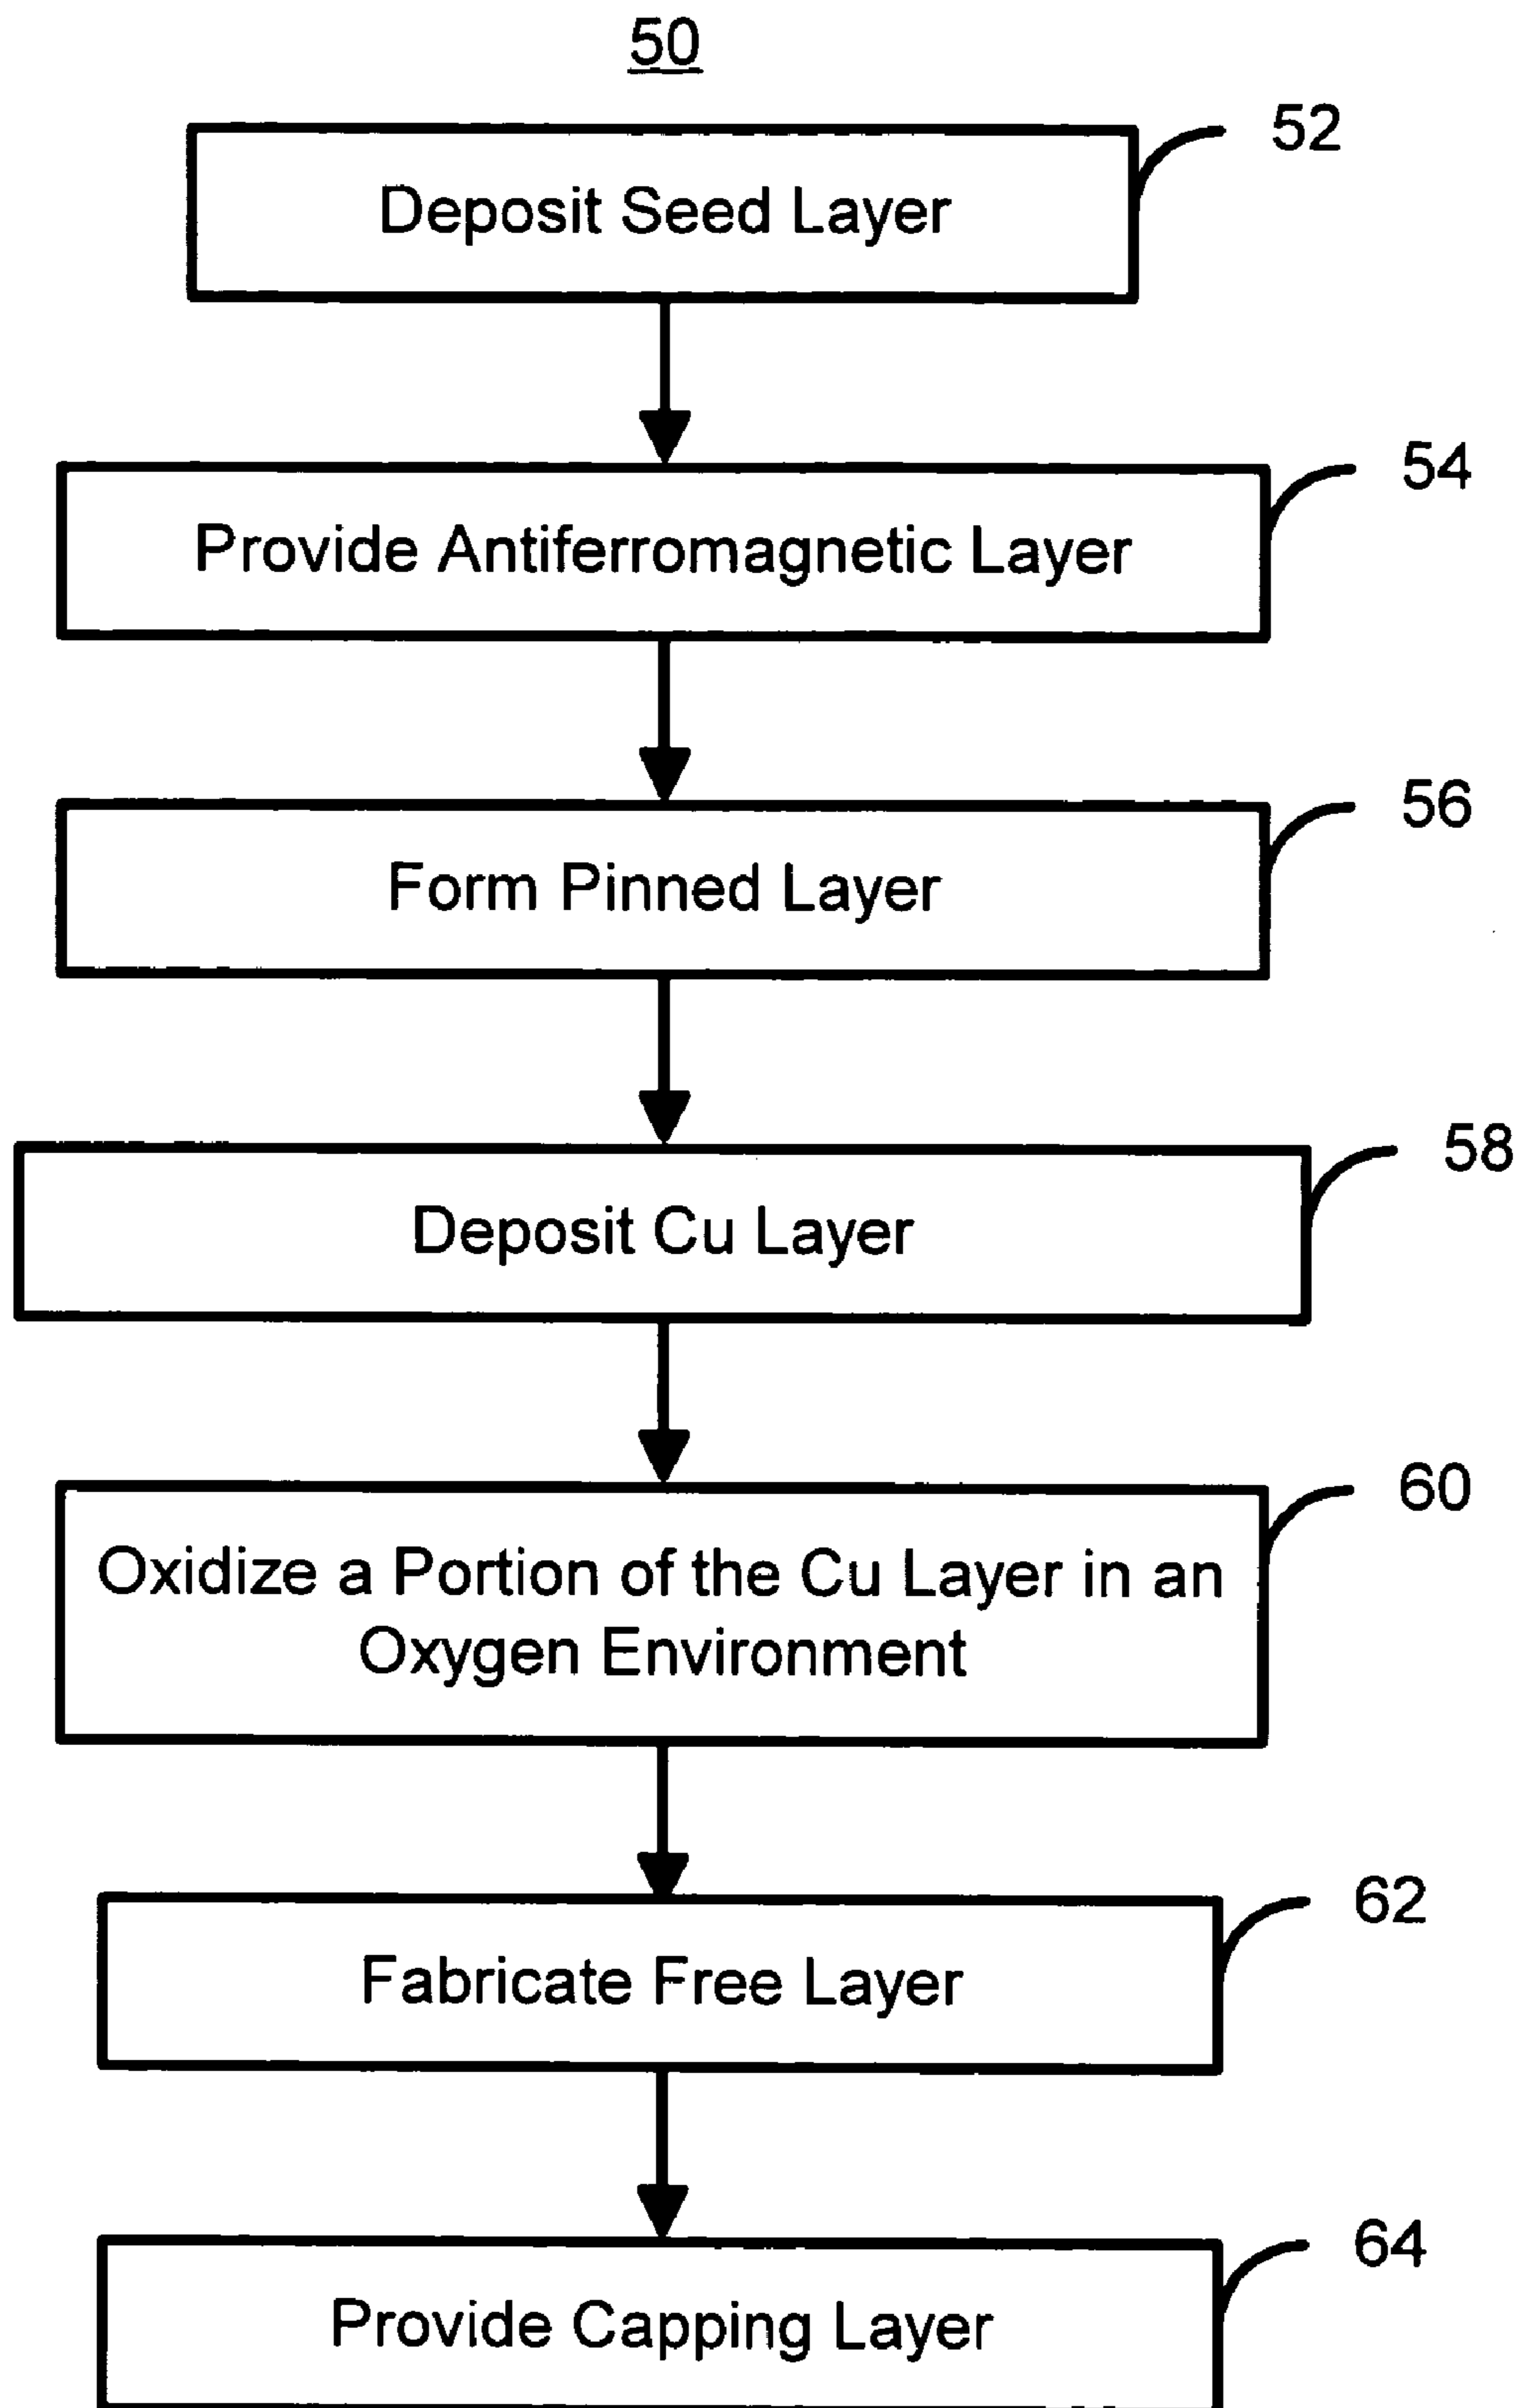 50
52
Deposit Seed Layer
54
Provide Antiferromagnetic Layer
56
Form Pinned Layer
58
Deposit Cu Layer
60
Oxidize a Portion of the Cu Layer in an
Oxygen Environment
62
Fabricate Free Layer
64
Provide Capping Layer